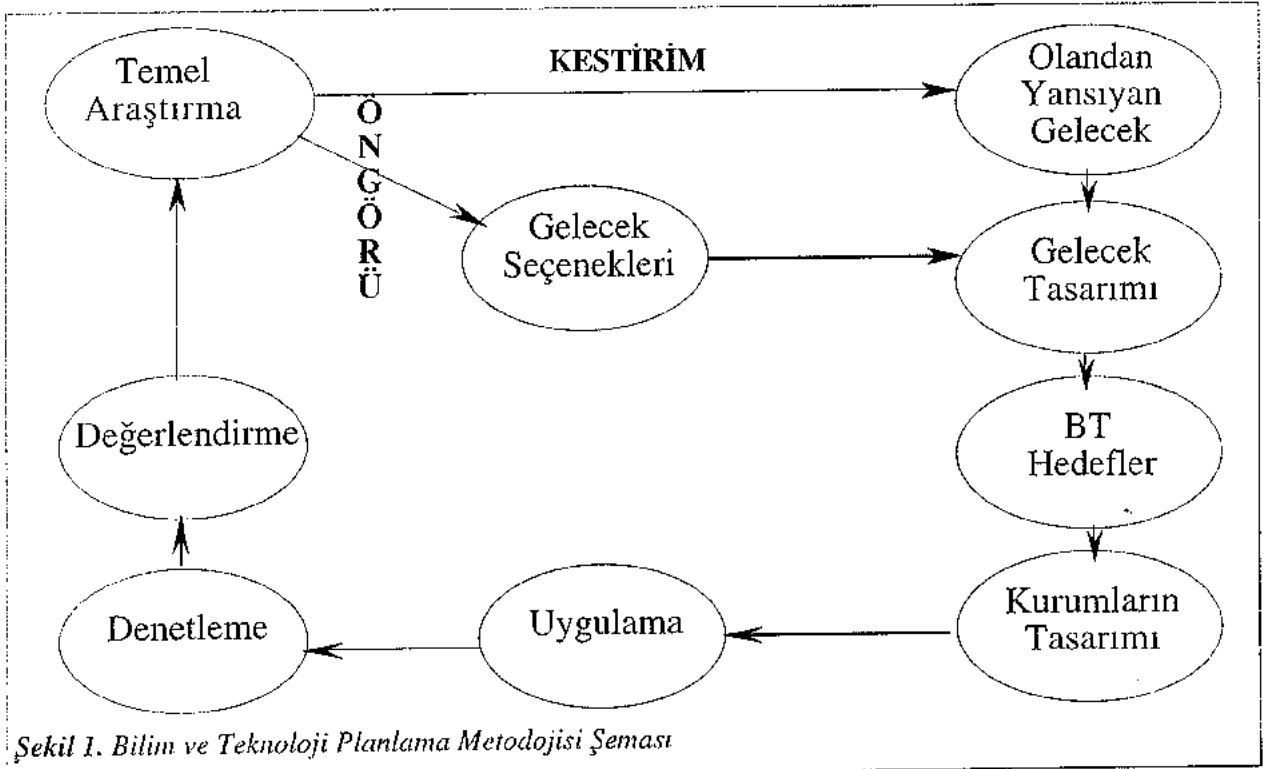 Temel
Araştırma
KESTİRİM
Olandan
Yansıyan
Gelecek
ÖNGÖRÜ
Gelecek
Seçenekleri
Gelecek
Tasarımı
Değerlendirme
BT
Hedefler
Denetleme
Uygulama
Kurumların
Tasarımı
Şekil 1. Bilim ve Teknoloji Planlama Metodojisi Şeması